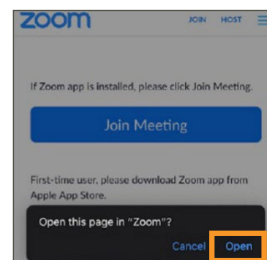 zoom JOIN HOST
If Zoom app is installed, please click Join Meeting.
Join Meeting
First-time user, please download Zoom app from
Apple App Store.
Open this page in "Zoom"?
Cancel Open